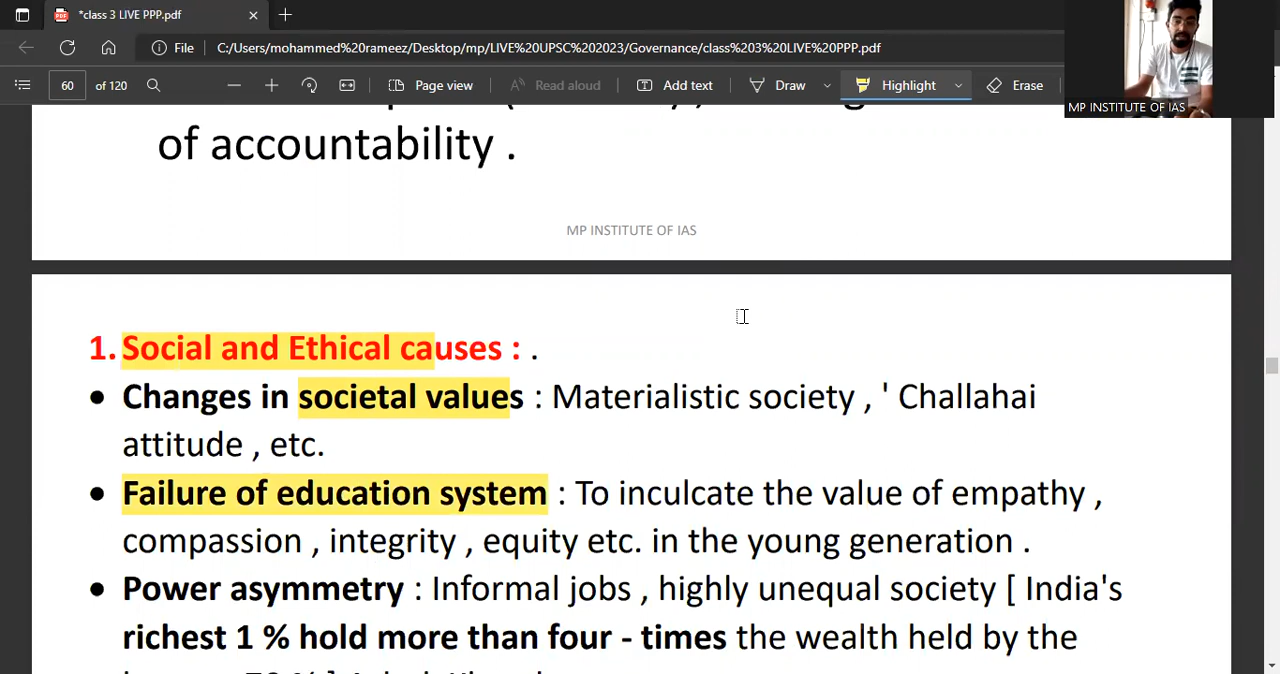 *class 3 LIVE PPP.pdf
File
C:/Users/mohammed%20rameez/Desktop/mp/LIVE%20UPSC%202023/Governance/class%203%20LIVE%20PPP.pdf
60 of 120
Page view
Read aloud
Add text
Draw
Highlight
Erase
MP INSTITUTE OF IAS
of accountability .
MP INSTITUTE OF IAS
1. Social and Ethical causes : .
• Changes in societal values : Materialistic society , ' Challahai
attitude , etc.
• Failure of education system : To inculcate the value of empathy ,
compassion , integrity , equity etc. in the young generation .
• Power asymmetry : Informal jobs , highly unequal society [ India's
richest 1 % hold more than four - times the wealth held by the